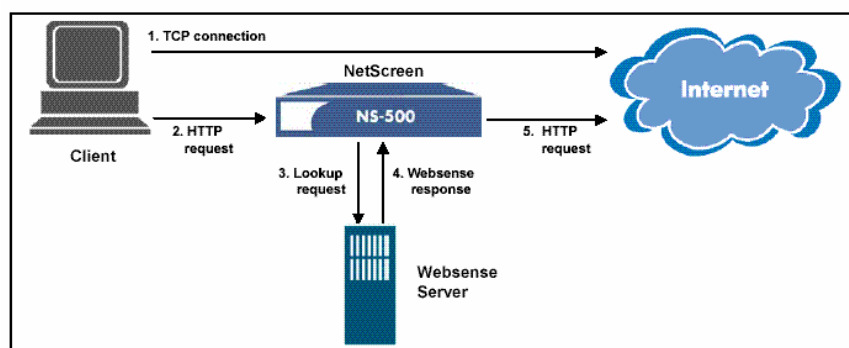 1. TCP connection
NetScreen
NS-500
Internet
Client
2. HTTP
request
5. HTTP
request
3. Lookup
request
4. Websense
response
Websense
Server